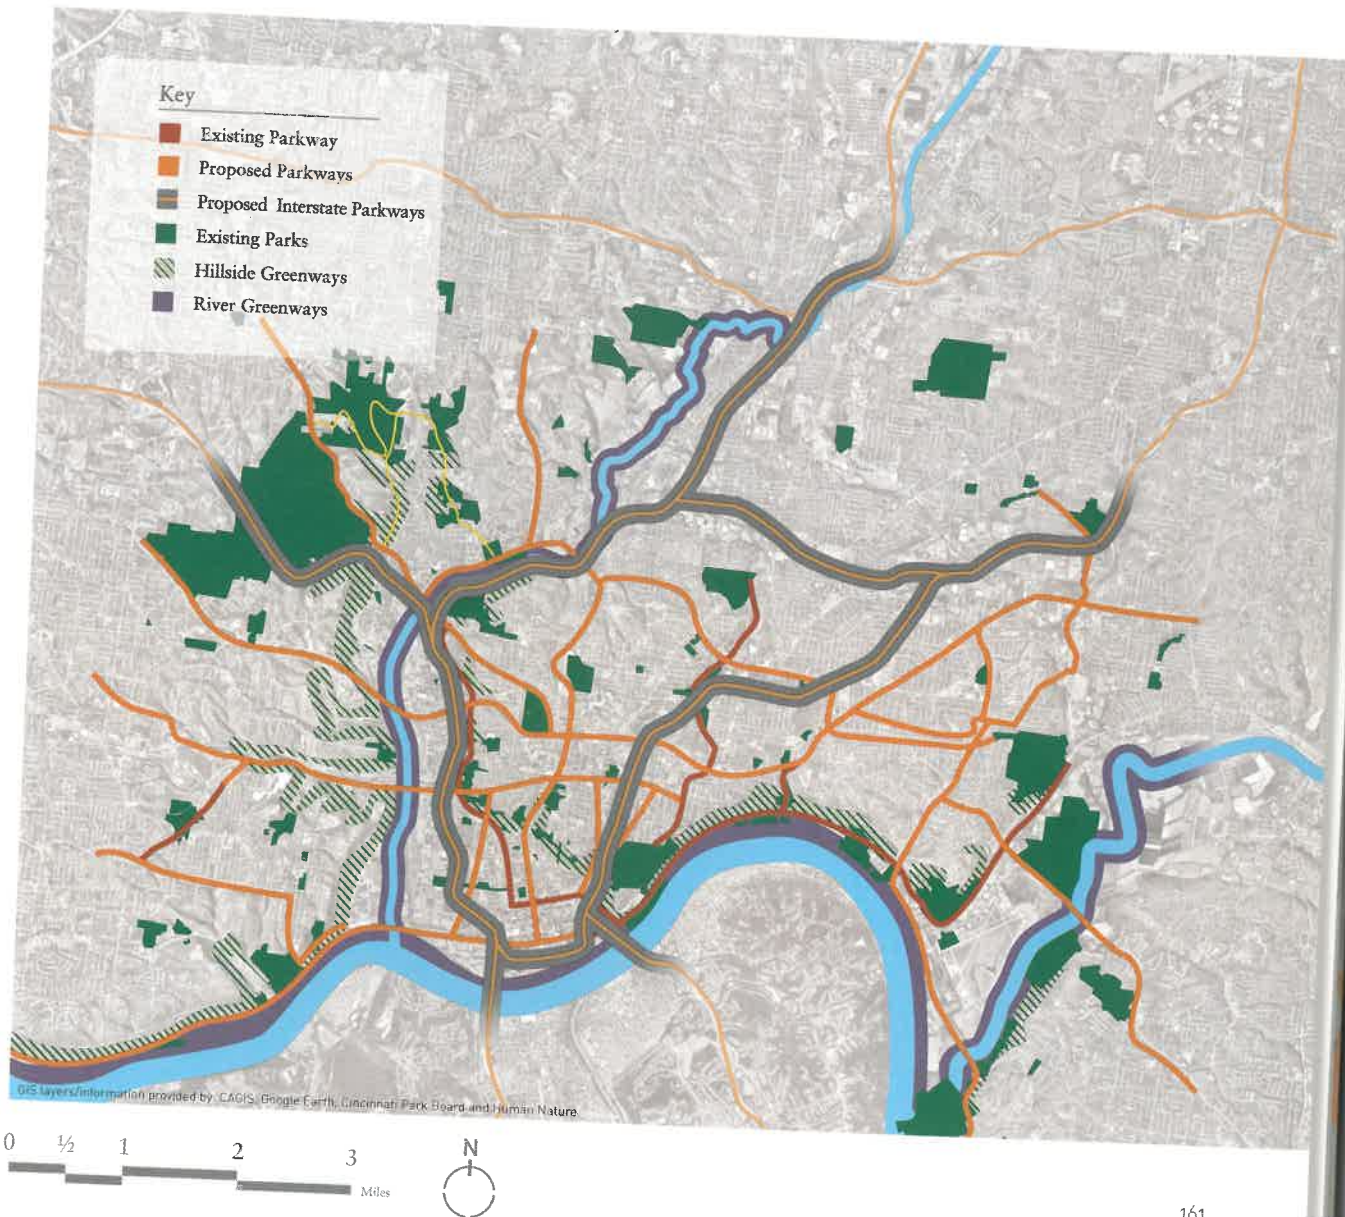 Key
Existing Parkway
Proposed Parkways
Proposed Interstate Parkways
Existing Parks
Hillside Greenways
River Greenways
GIS layers/information provided by: CAGIS, Google Earth, Cincinnati Park Board and Human Nature
0 ½ 1 2 3
Miles
N
161